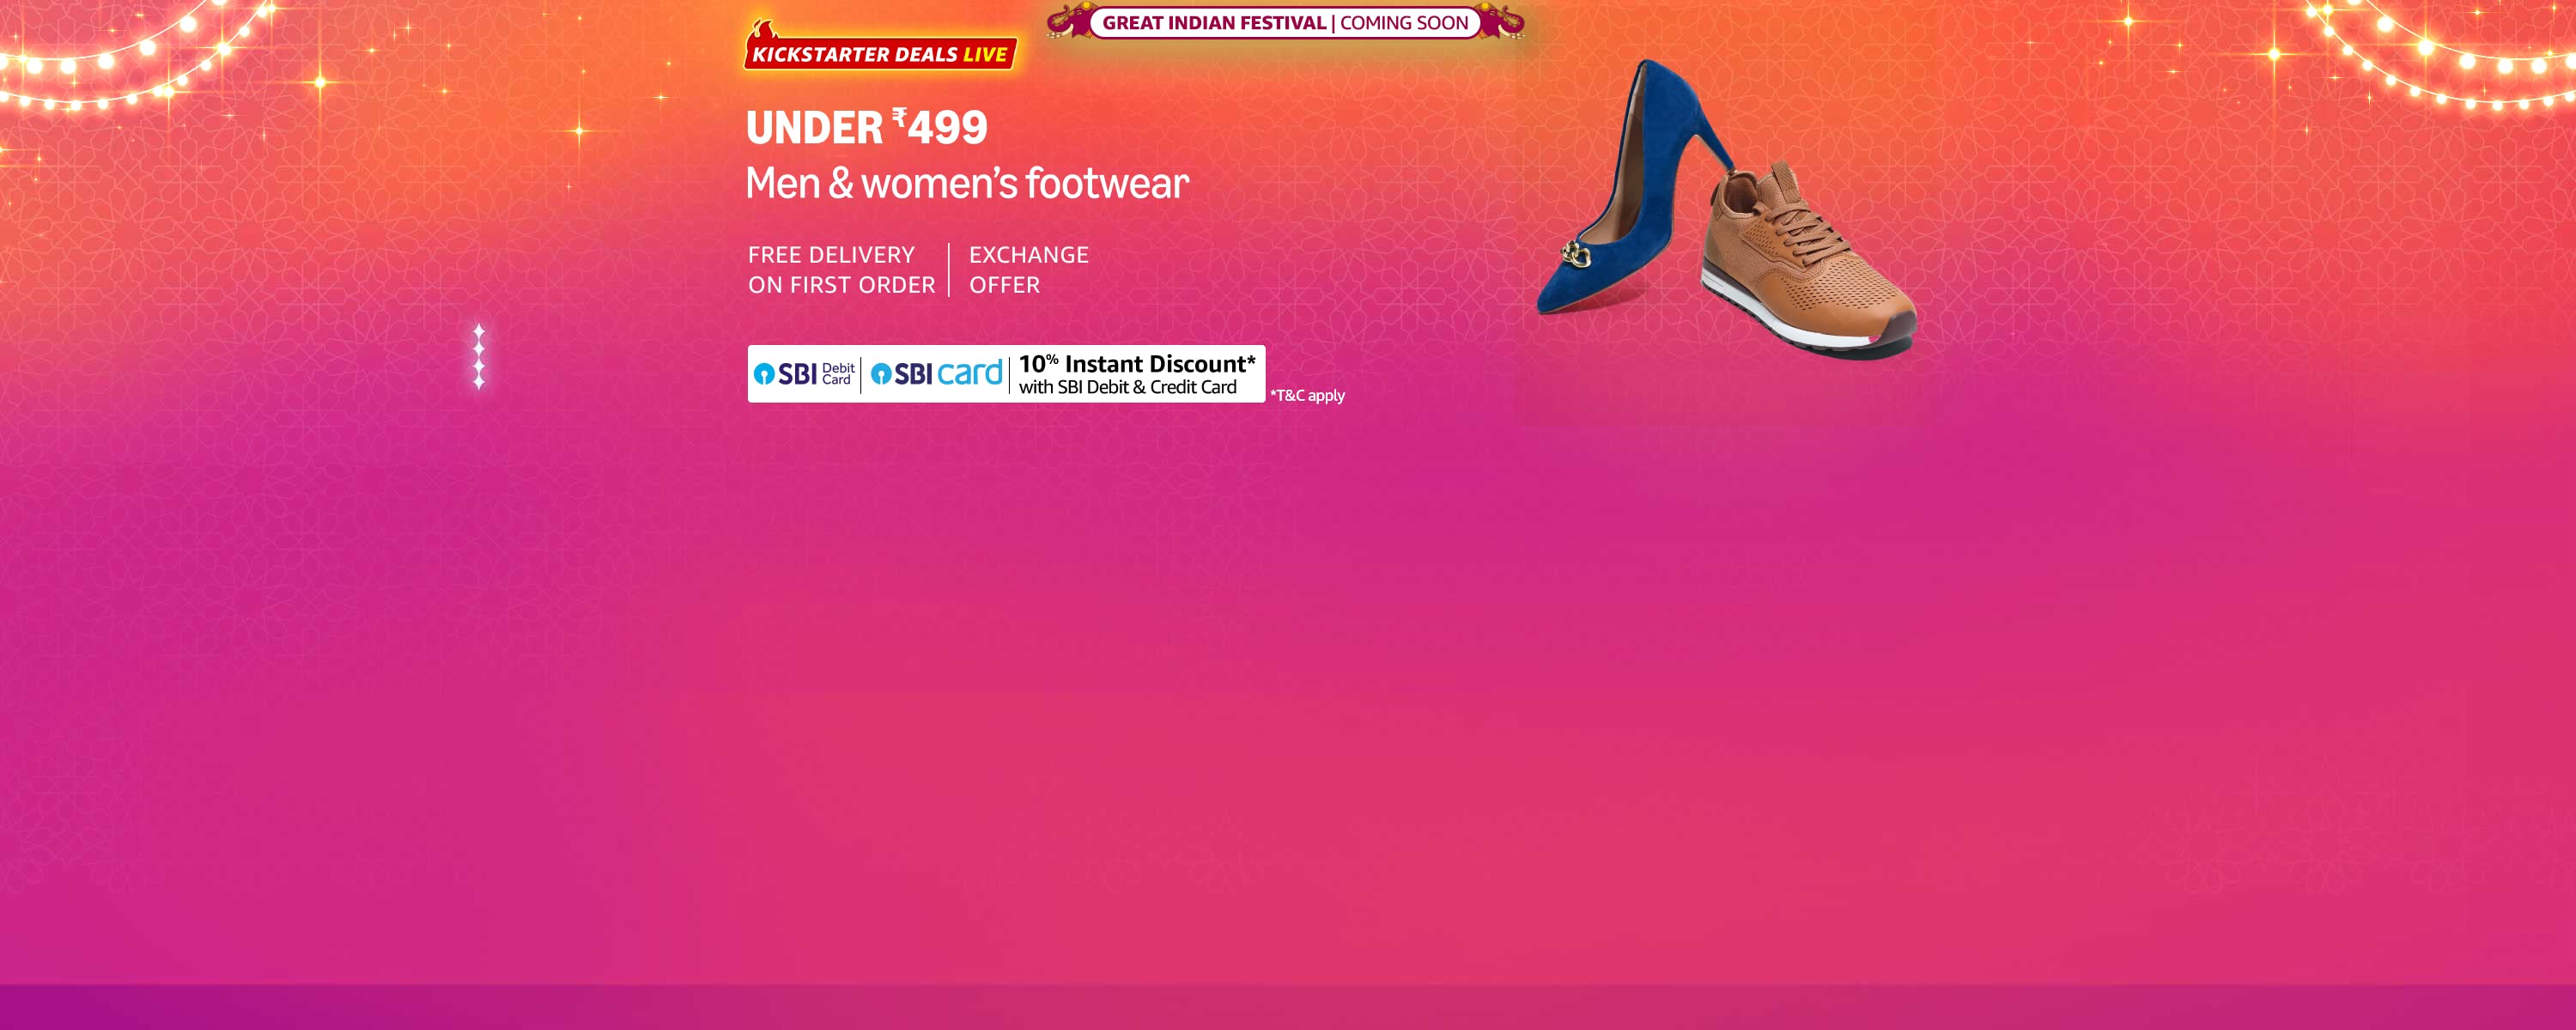 GREAT INDIAN FESTIVAL | COMING SOON
KICKSTARTER DEALS LIVE
UNDER ₹499
Men & women's footwear
FREE DELIVERY
ON FIRST ORDER
EXCHANGE
OFFER
SBI Debit Card | SBI card
10% Instant Discount*
with SBI Debit & Credit Card
*T&C apply